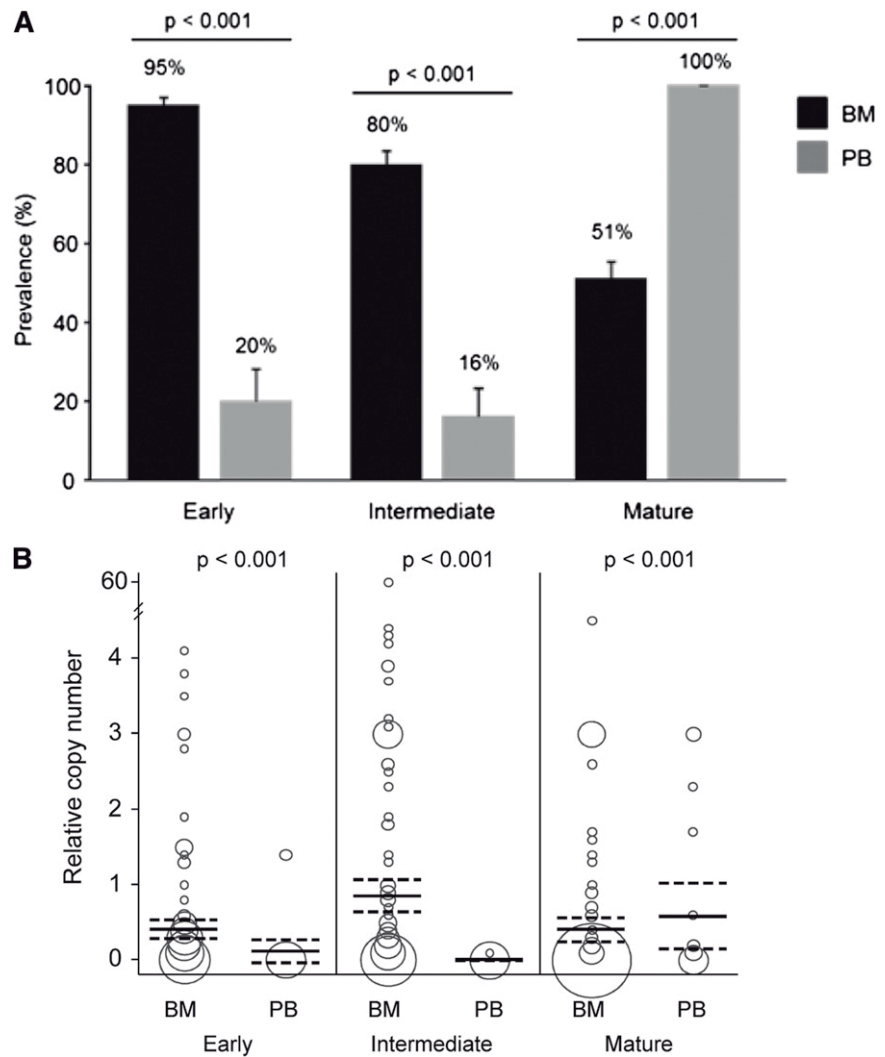 A
p < 0.001
p < 0.001
p < 0.001
95%
20%
80%
16%
51%
100%
BM
PB
Prevalence (%)
100
80
60
40
20
0
Early
Intermediate
Mature
B
p < 0.001
p < 0.001
p < 0.001
Relative copy number
60
4
3
2
1
0
BM
PB
BM
PB
BM
PB
Early
Intermediate
Mature